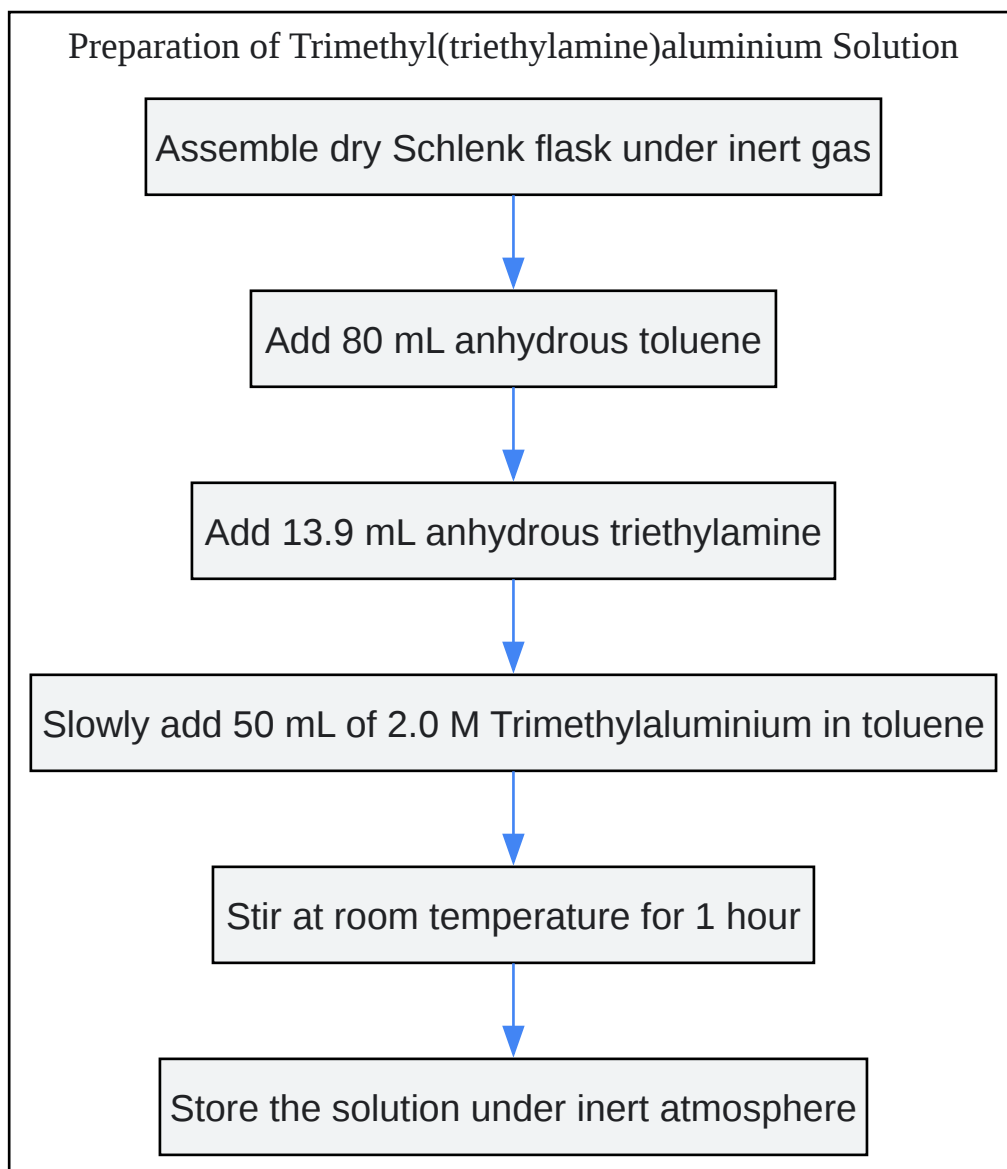 Preparation of Trimethyl(triethylamine)aluminium Solution
Assemble dry Schlenk flask under inert gas
Add 80 mL anhydrous toluene
Add 13.9 mL anhydrous triethylamine
Slowly add 50 mL of 2.0 M Trimethylaluminium in toluene
Stir at room temperature for 1 hour
Store the solution under inert atmosphere